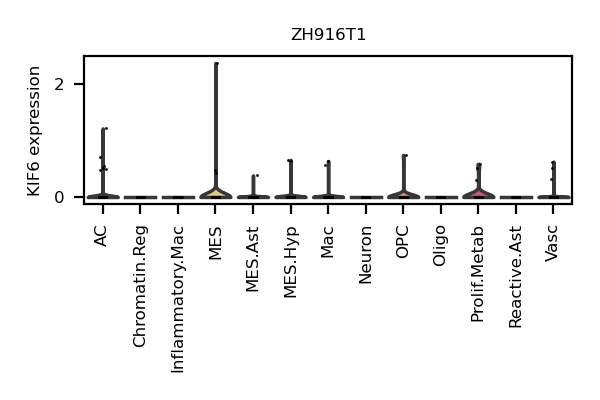 ZH916T1
KIF6 expression
2
0
AC
Chromatin.Reg
Inflammatory.Mac
MES
MES.Ast
MES.Hyp
Mac
Neuron
OPC
Oligo
Prolif.Metab
Reactive.Ast
Vasc